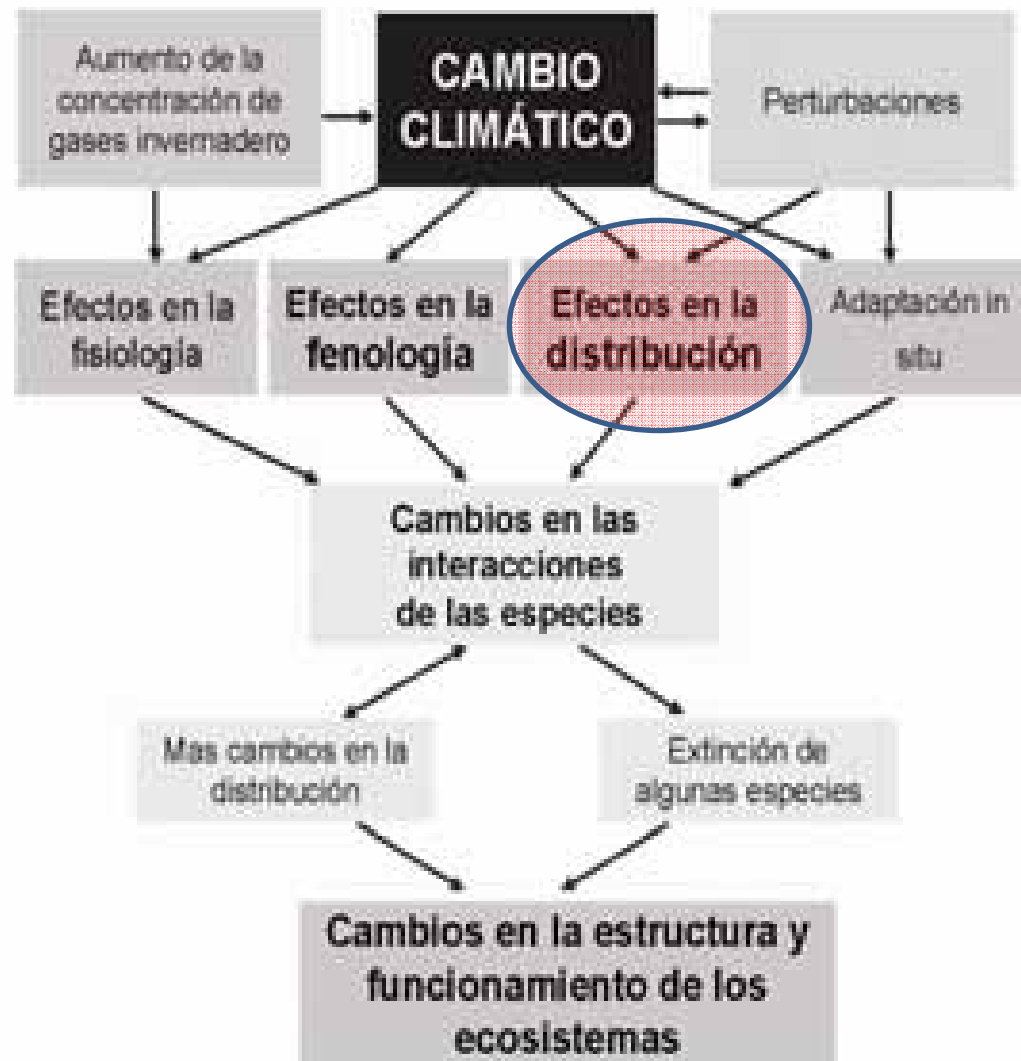 Aumento de la
concentración de
gases invernadero
CAMBIO
CLIMÁTICO
Perturbaciones
Efectos en la
fisiología
Efectos en la
fenología
Efectos en la
distribución
Adaptación in
situ
Cambios en las
interacciones
de las especies
Mas cambios en la
distribución
Extinción de
algunas especies
Cambios en la estructura y
funcionamiento de los
ecosistemas